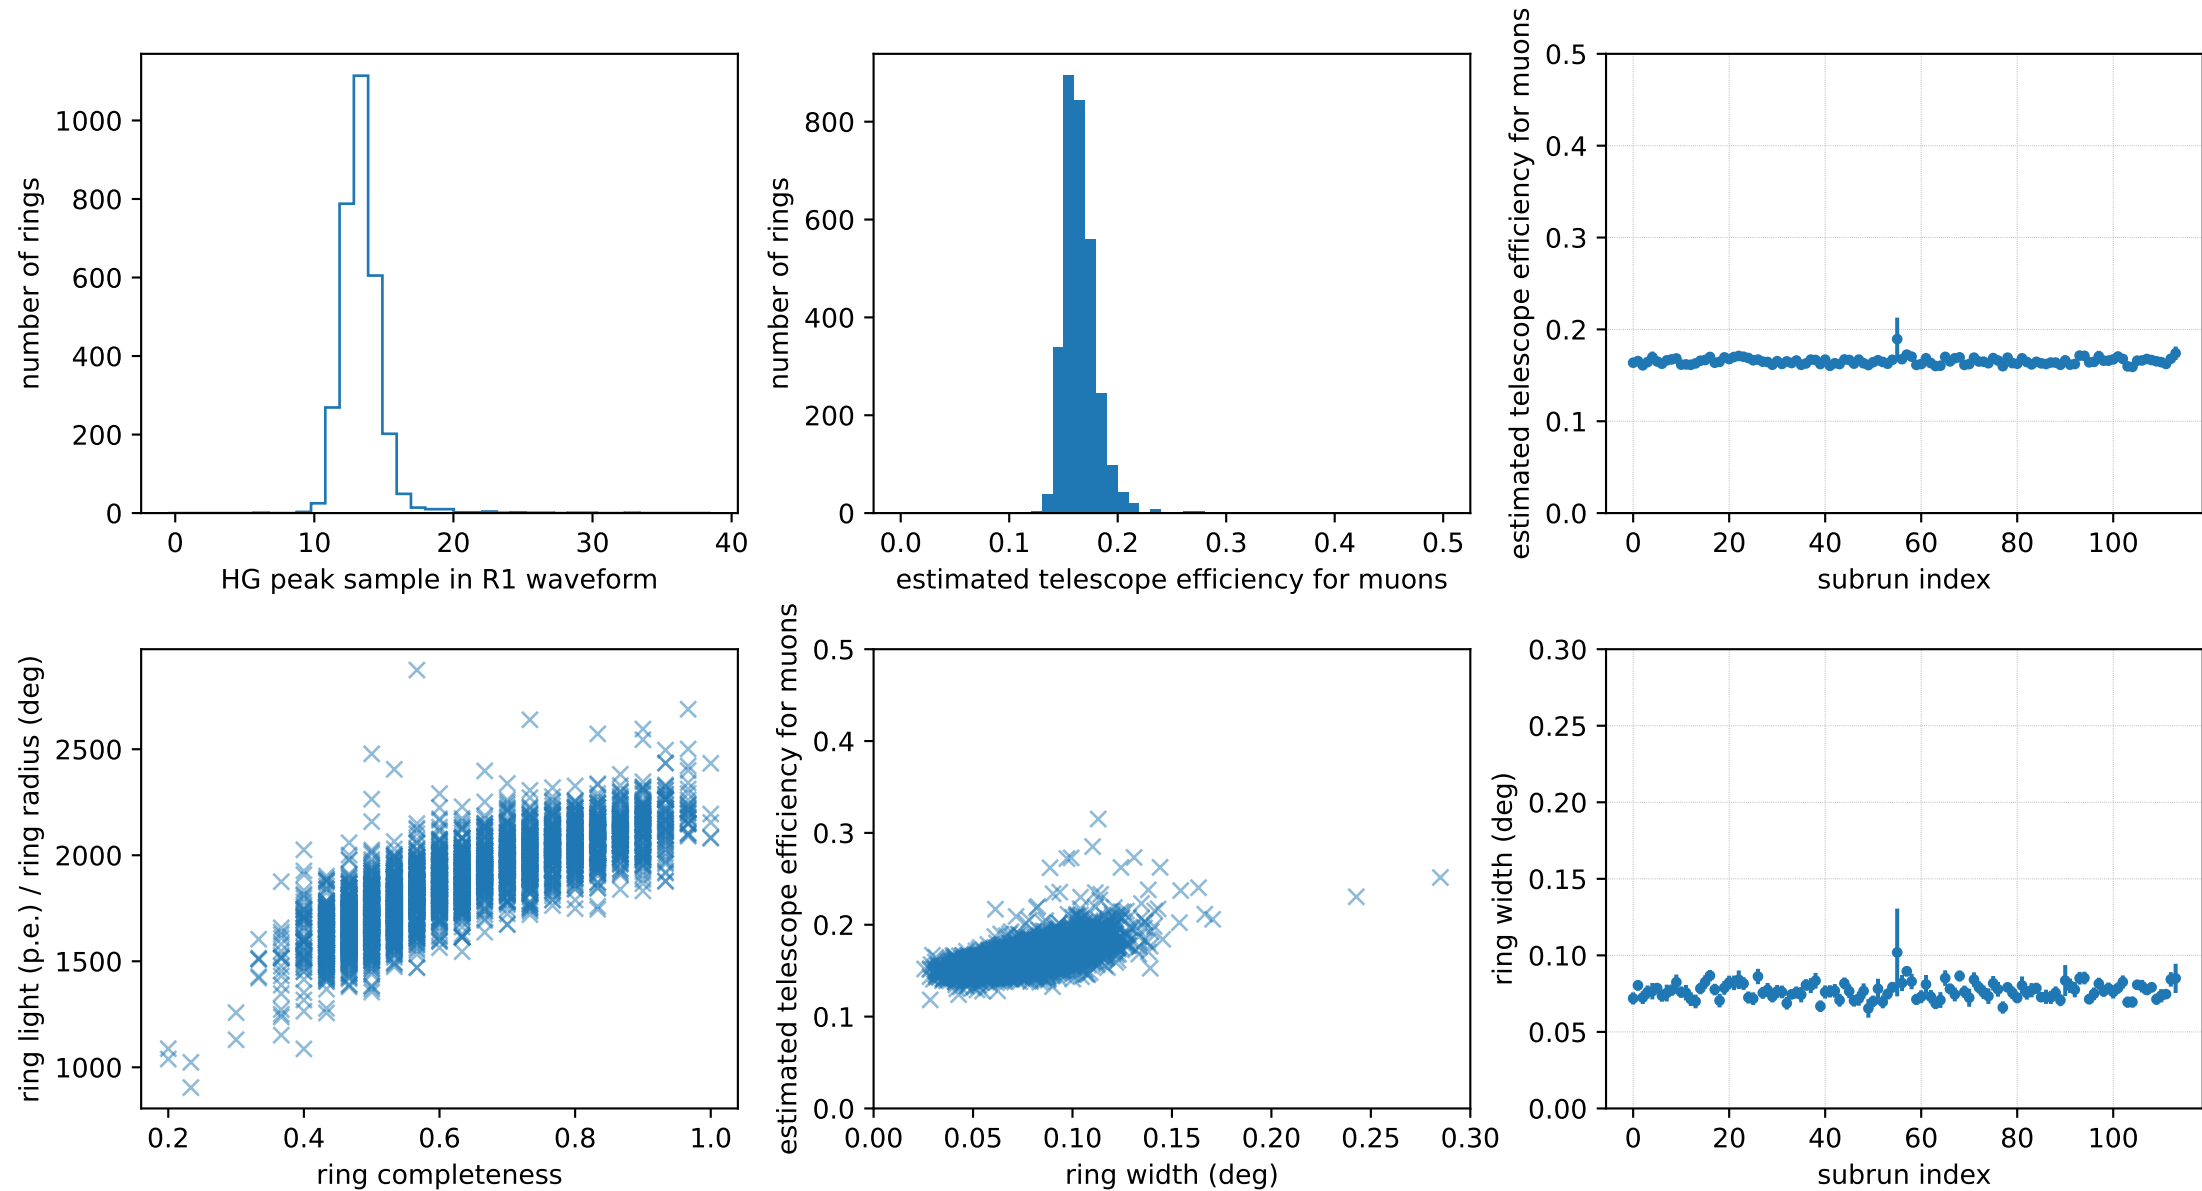 number of rings
1000
800
600
400
200
0
0 10 20 30 40
HG peak sample in R1 waveform
number of rings
800
600
400
200
0
0.0 0.1 0.2 0.3 0.4 0.5
estimated telescope efficiency for muons
estimated telescope efficiency for muons
0.5
0.4
0.3
0.2
0.1
0.0
0 20 40 60 80 100
subrun index
ring light (p.e.) / ring radius (deg)
2500
2000
1500
1000
0.2 0.4 0.6 0.8 1.0
ring completeness
estimated telescope efficiency for muons
0.5
0.4
0.3
0.2
0.1
0.0
0.00 0.05 0.10 0.15 0.20 0.25 0.30
ring width (deg)
ring width (deg)
0.30
0.25
0.20
0.15
0.10
0.05
0.00
0 20 40 60 80 100
subrun index